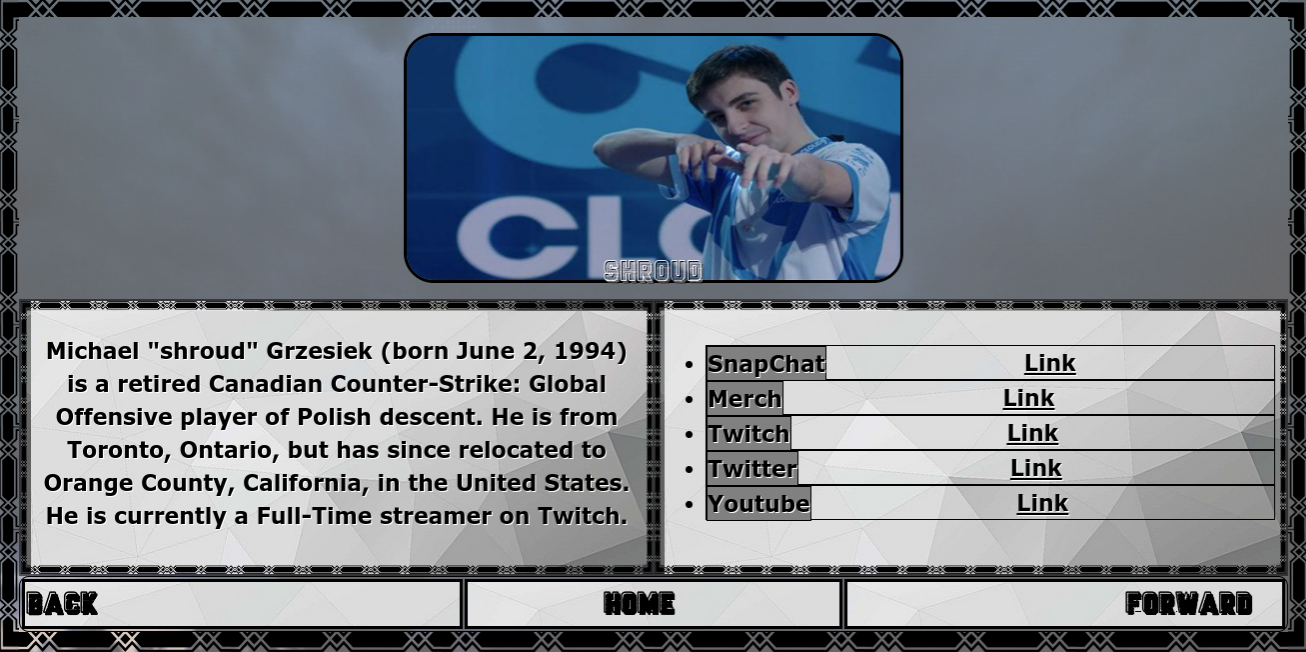 CLO
SHROUD
Michael "shroud" Grzesiek (born June 2, 1994)
is a retired Canadian Counter-Strike: Global
Offensive player of Polish descent. He is from
Toronto, Ontario, but has since relocated to
Orange County, California, in the United States.
He is currently a Full-Time streamer on Twitch.
• SnapChat Link
• Merch Link
• Twitch Link
• Twitter Link
• Youtube Link
BACK HOME FORWARD